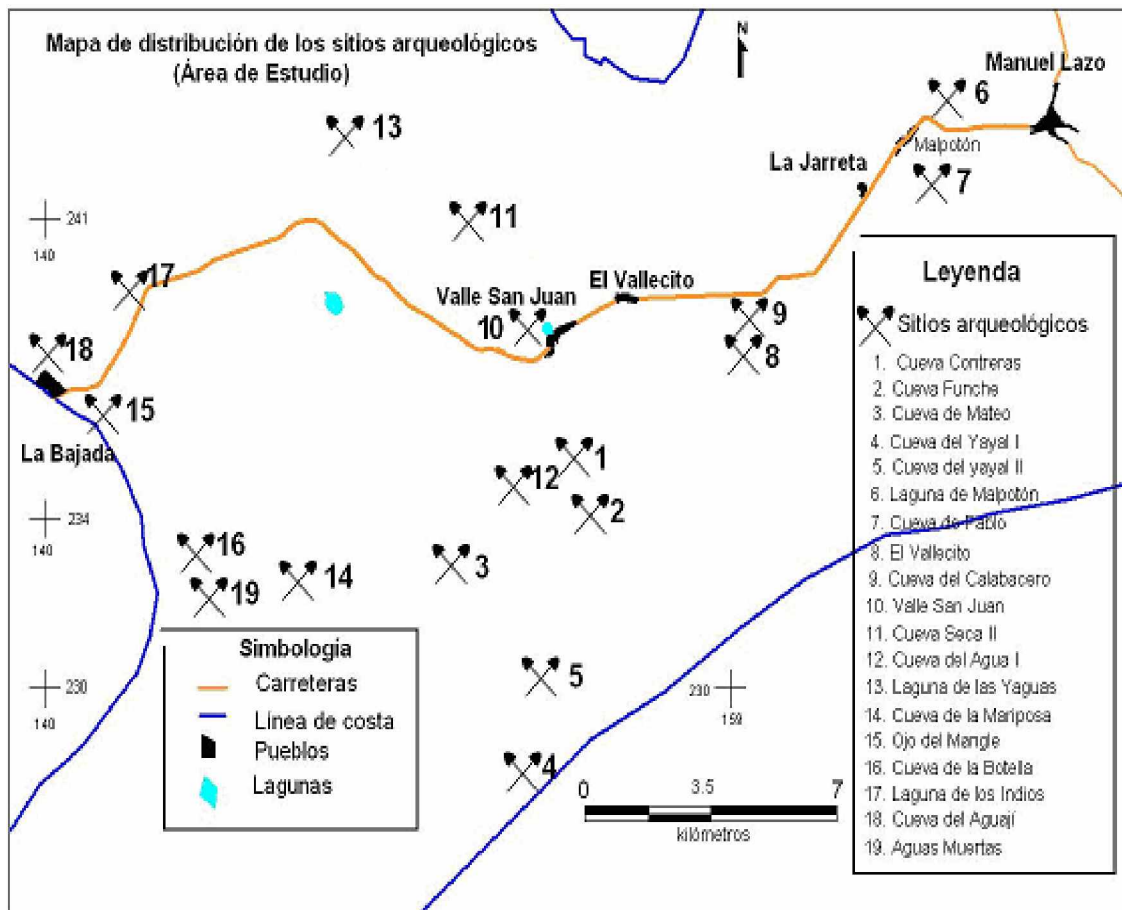 Mapa de distribución de los sitios arqueológicos
(Área de Estudio)
N
Manuel Lazo
6
13
Malpotón
La Jarreta
7
241
140
11
17
El Vallecito
Valle San Juan
10
9
18
8
15
La Bajada
1
12
2
234
140
16
3
14
19
5
230
140
230
159
4
Simbología
Carreteras
Línea de costa
Pueblos
Lagunas
0 3.5 7
kilómetros
Leyenda
Sitios arqueológicos
1. Cueva Contreras
2. Cueva Funche
3. Cueva de Mateo
4. Cueva del Yayal I
5. Cueva del yayal II
6. Laguna de Malpotón
7. Cueva de Pablo
8. El Vallecito
9. Cueva del Calabacero
10. Valle San Juan
11. Cueva Seca II
12. Cueva del Agua I
13. Laguna de las Yaguas
14. Cueva de la Mariposa
15. Ojo del Mangle
16. Cueva de la Botella
17. Laguna de los Indios
18. Cueva del Aguají
19. Aguas Muertas